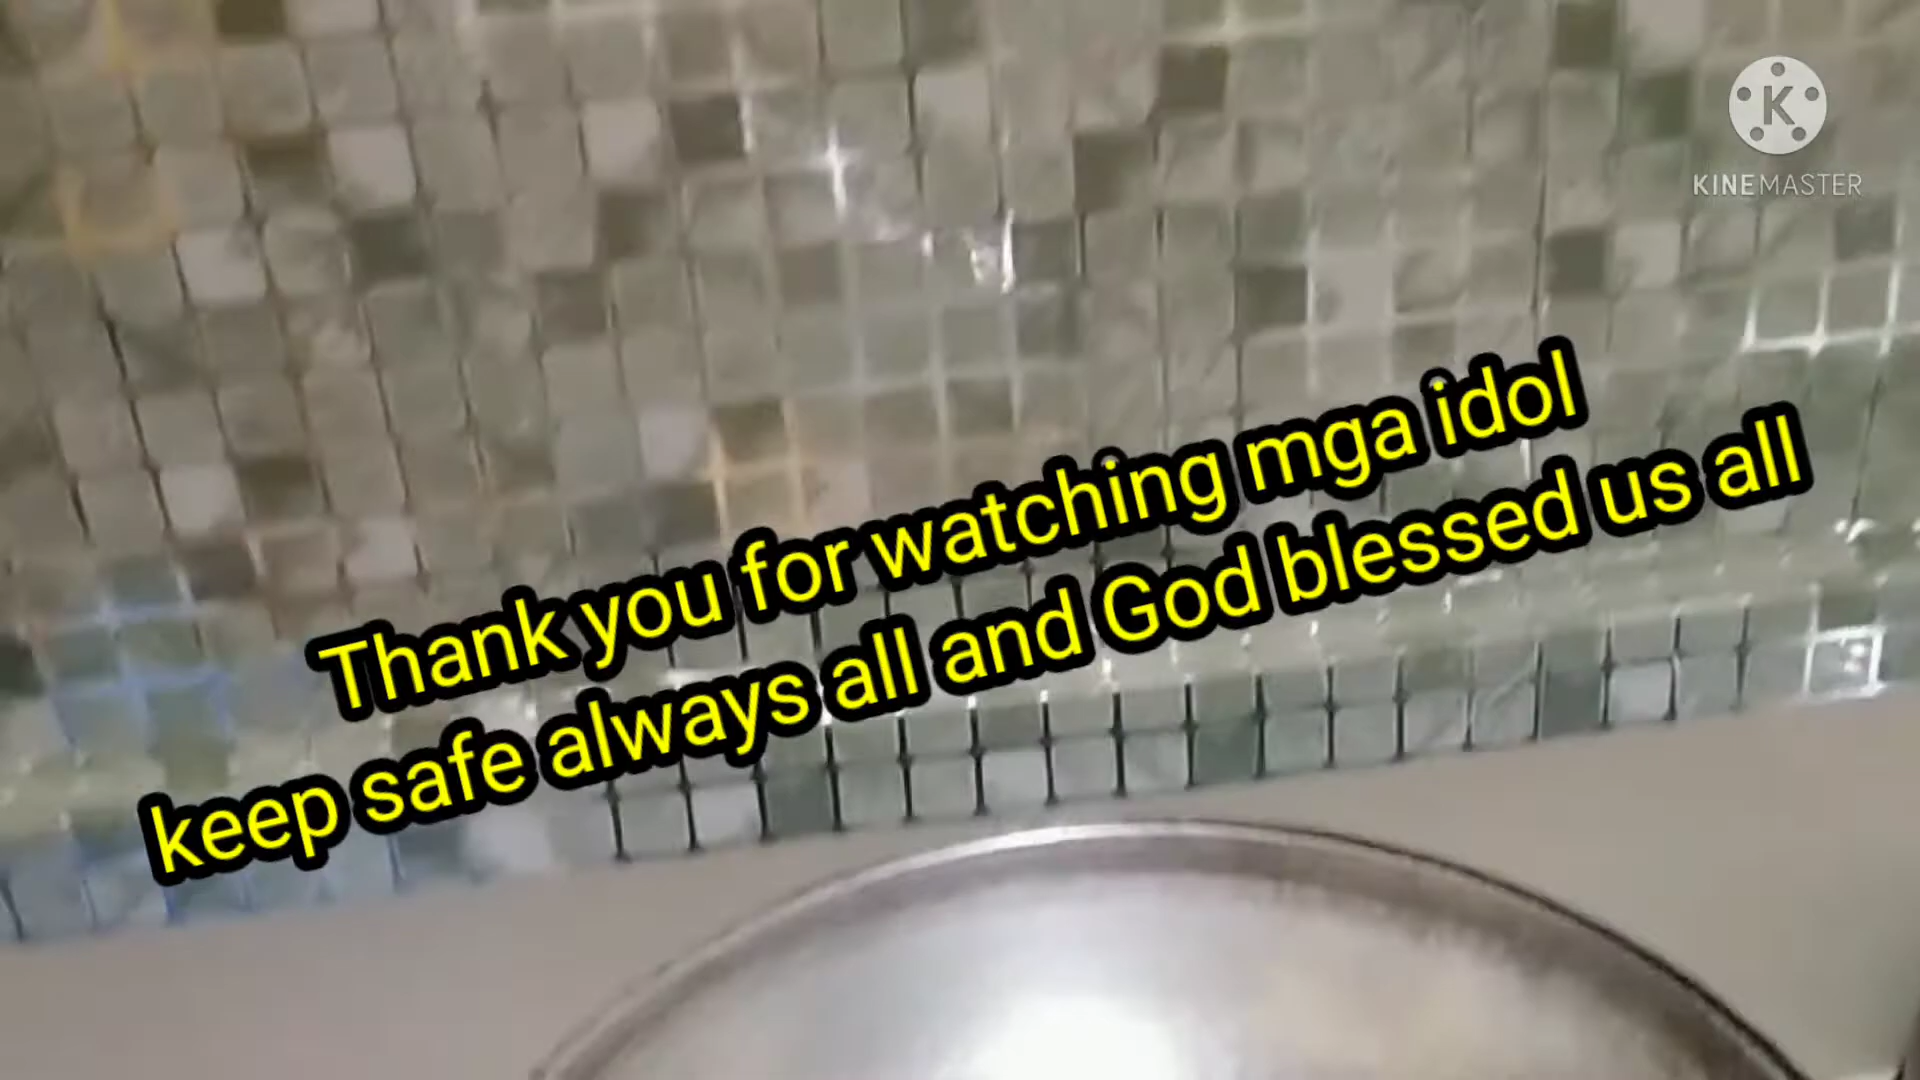 KINEMASTER
Thank you for watching mga idol
keep safe always all and God blessed us all